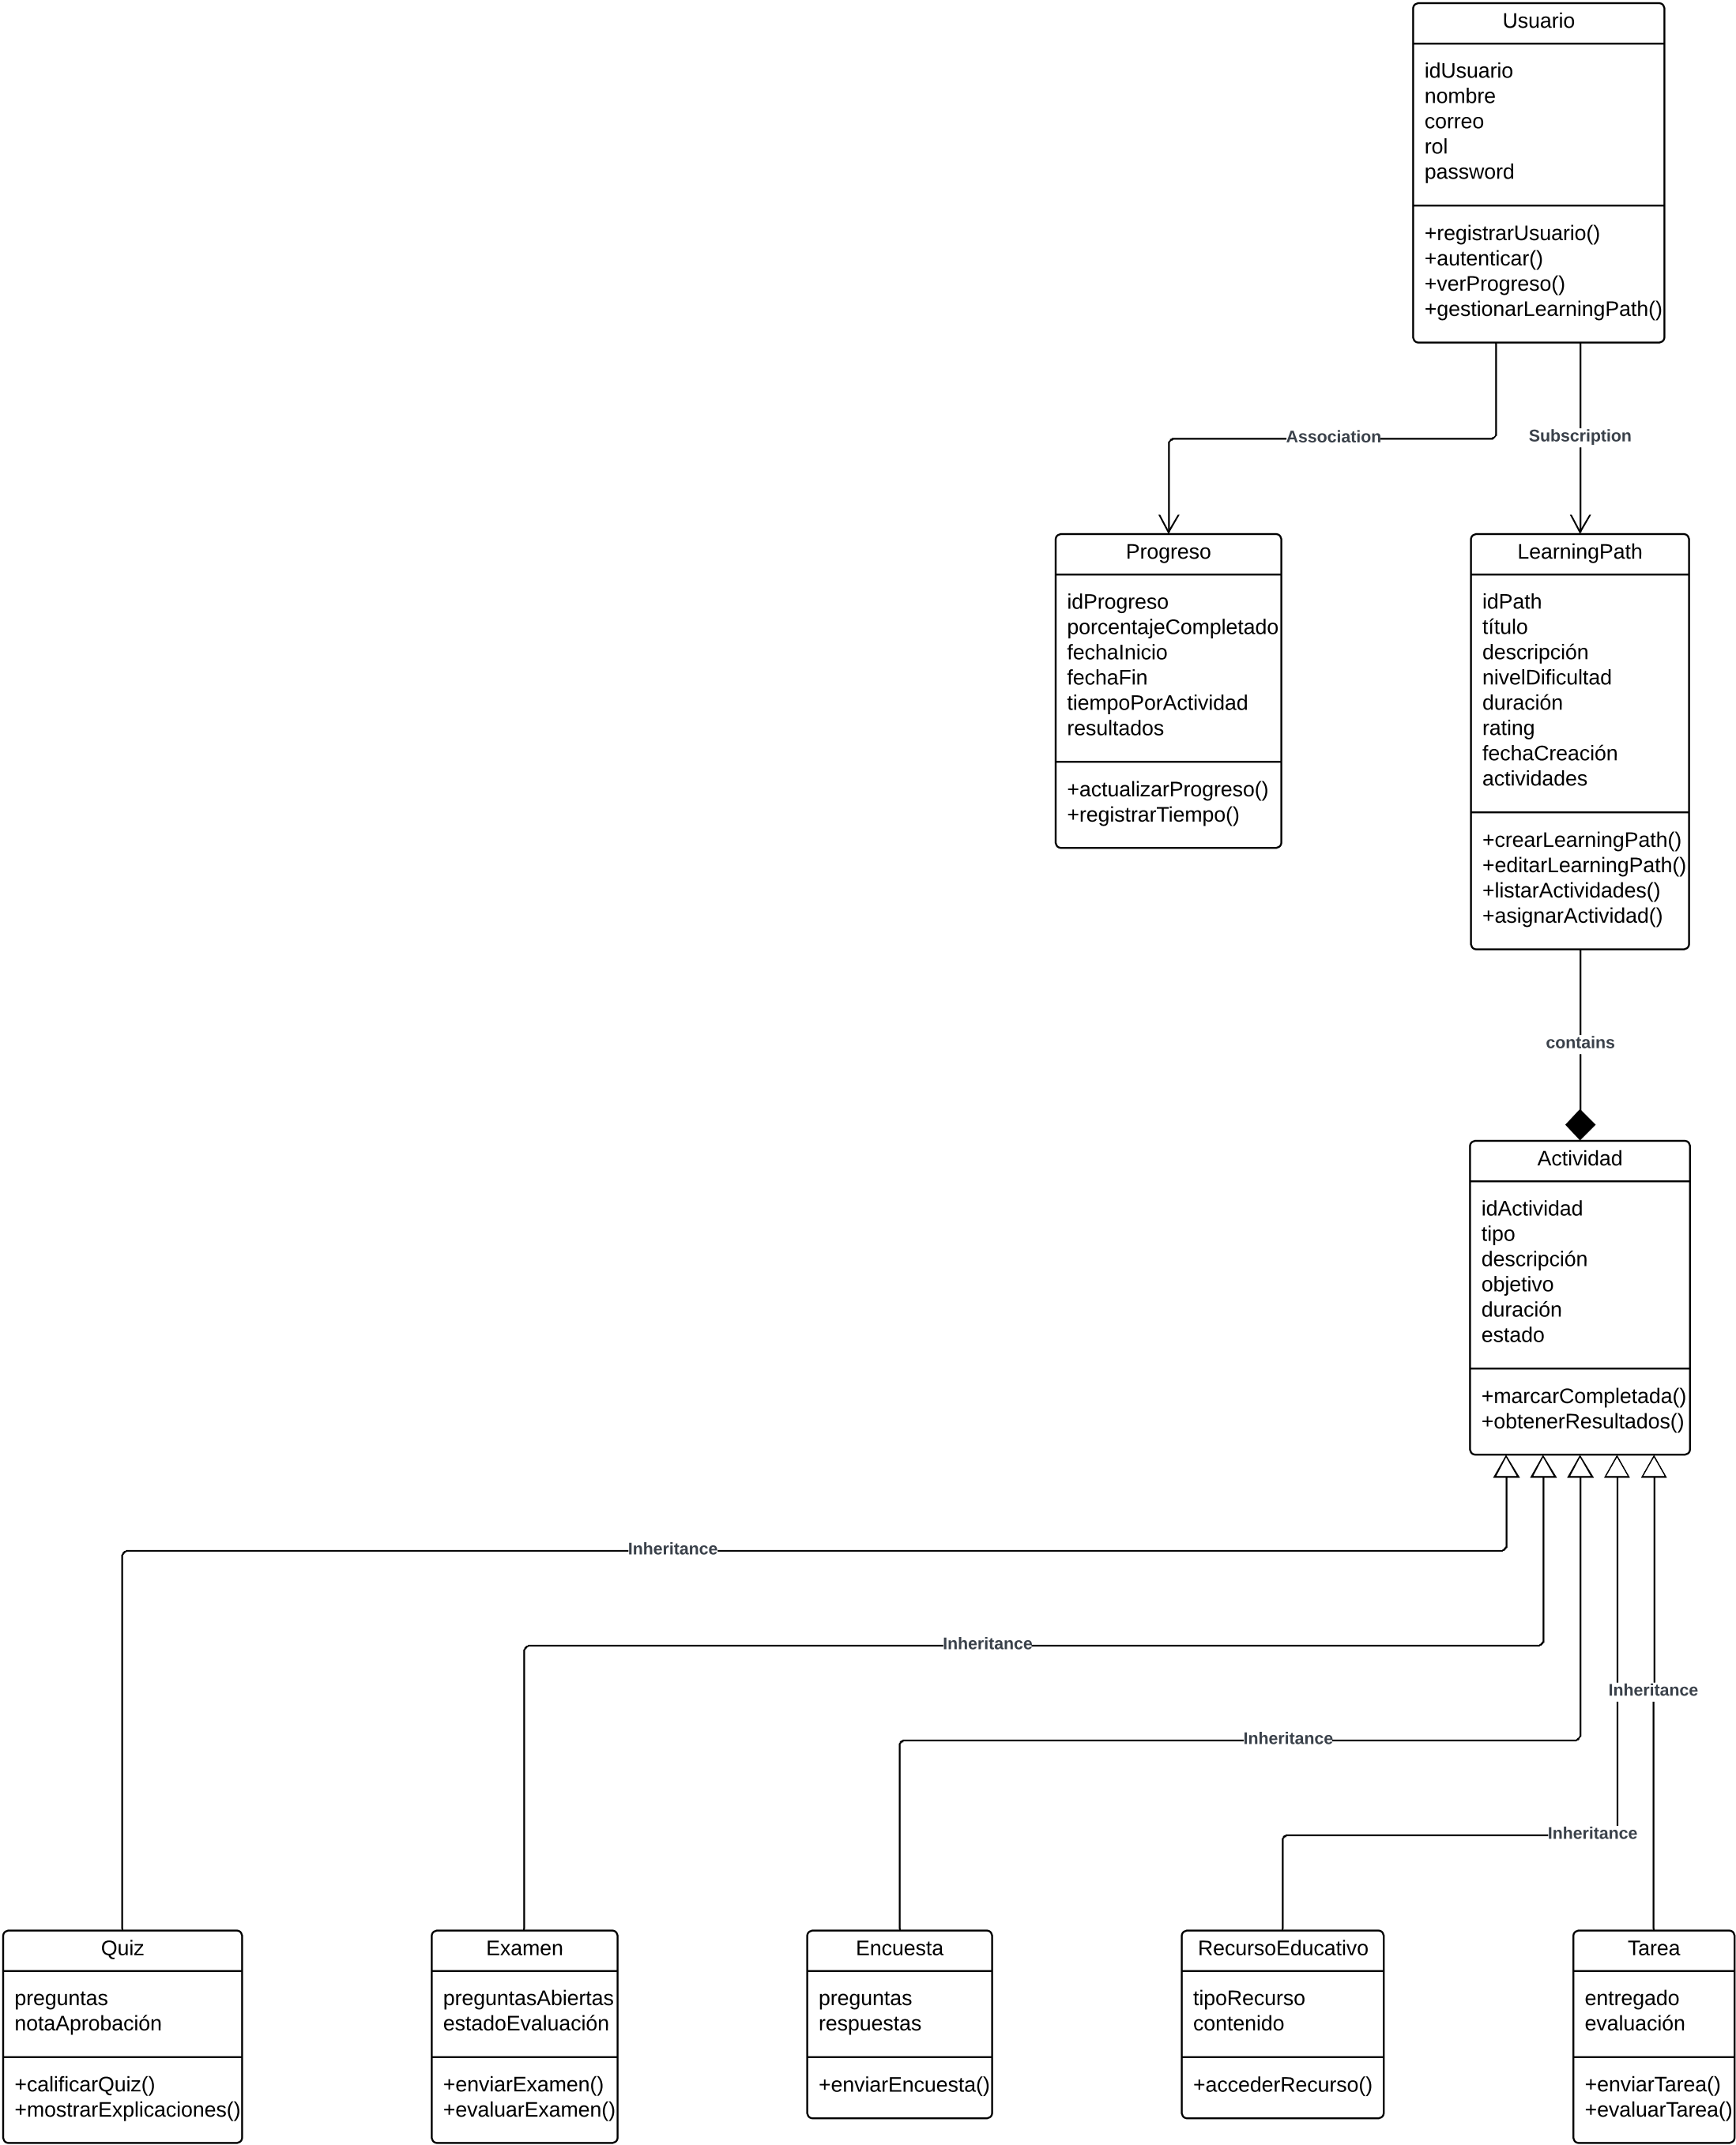 Usuario
idUsuario
nombre
correo
rol
password
+registrarUsuario()
+autenticar()
+verProgreso()
+gestionarLearningPath()
Association
Subscription
Progreso
idProgreso
porcentajeCompletado
fechaInicio
fechaFin
tiempoPorActividad
resultados
+actualizarProgreso()
+registrarTiempo()
LearningPath
idPath
título
descripción
nivelDificultad
duración
rating
fechaCreación
actividades
+crearLearningPath()
+editarLearningPath()
+listarActividades()
+asignarActividad()
contains
Actividad
idActividad
tipo
descripción
objetivo
duración
estado
+marcarCompletada()
+obtenerResultados()
Inheritance
Inheritance
Inheritance
Inheritance
Inheritance
Quiz
preguntas
notaAprobación
+calificarQuiz()
+mostrarExplicaciones()
Examen
preguntasAbiertas
estadoEvaluación
+enviarExamen()
+evaluarExamen()
Encuesta
preguntas
respuestas
+enviarEncuesta()
RecursoEducativo
tipoRecurso
contenido
+accederRecurso()
Tarea
entregado
evaluación
+enviarTarea()
+evaluarTarea()